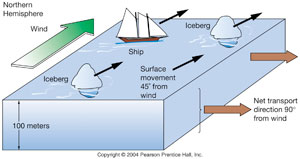 Northern
Hemisphere
Wind
Ship
Iceberg
Iceberg
Surface
movement
45° from
wind
Net transport
direction 90°
from wind
100 meters
Copyright © 2004 Pearson Prentice Hall, Inc.